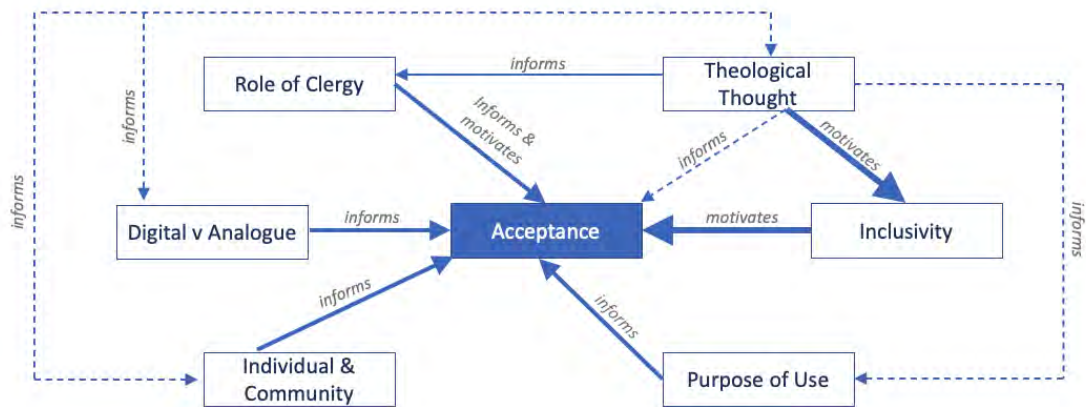 informs
informs
Role of Clergy
informs
Theological
Thought
Informs &
motivates
informs
motivates
informs
Digital v Analogue
informs
Acceptance
motivates
Inclusivity
informs
informs
Individual &
Community
Purpose of Use